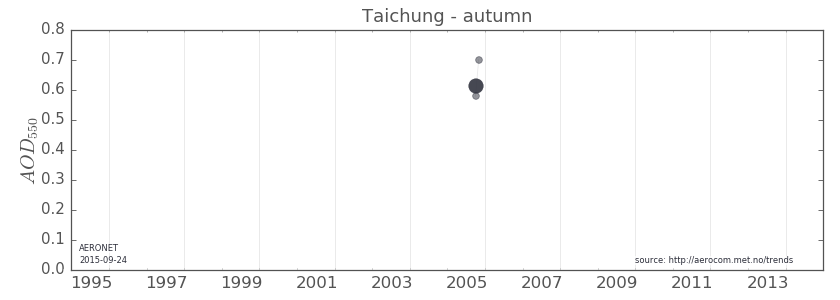 Taichung - autumn
0.8
0.7
0.6
0.5
0.4
0.3
0.2
0.1
0.0
AOD550
AERONET
2015-09-24
source: http://aerocom.met.no/trends
1995 1997 1999 2001 2003 2005 2007 2009 2011 2013